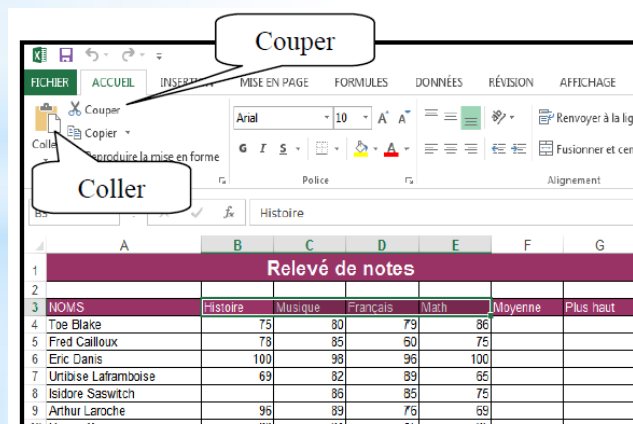 Couper
FICHIER ACCUEIL MISE EN PAGE FORMULES DONNÉES RÉVISION AFFICHAGE
Couper
Copier
Reproduire la mise en forme
Arial 10
Renvoyer à la lig
G I S
Fusionner et cen
Coller
Police Alignement
Histoire
A B C D E F G
1 Relevé de notes
2
3 NOMS Histoire Musique Français Math Moyenne Plus haut
4 Toe Blake 75 80 79 86
5 Fred Cailloux 78 85 60 75
6 Eric Danis 100 98 96 100
7 Urtibise Laframboise 69 82 89 65
8 Isidore Saswitch 86 85 75
9 Arthur Laroche 96 89 76 69